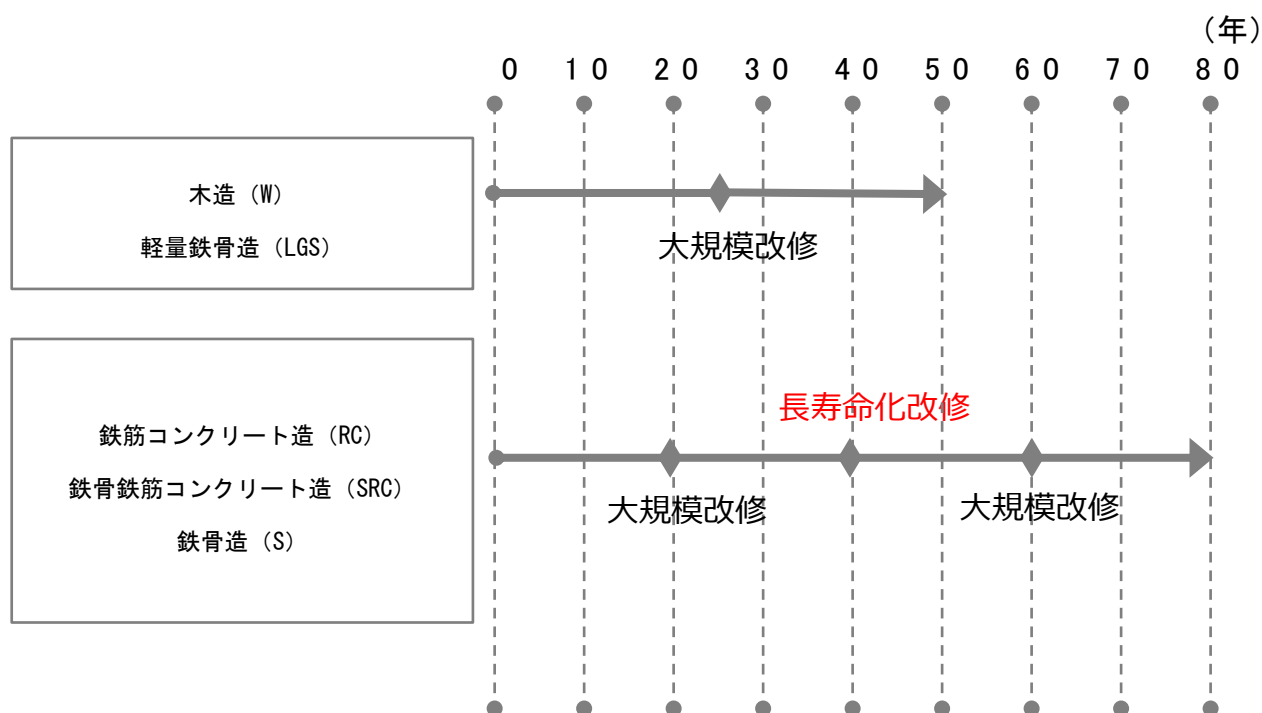 （年）
０ １０ ２０ ３０ ４０ ５０ ６０ ７０ ８０
木造（W）
軽量鉄骨造（LGS）
大規模改修
鉄筋コンクリート造（RC）
鉄骨鉄筋コンクリート造（SRC）
鉄骨造（S）
長寿命化改修
大規模改修
大規模改修